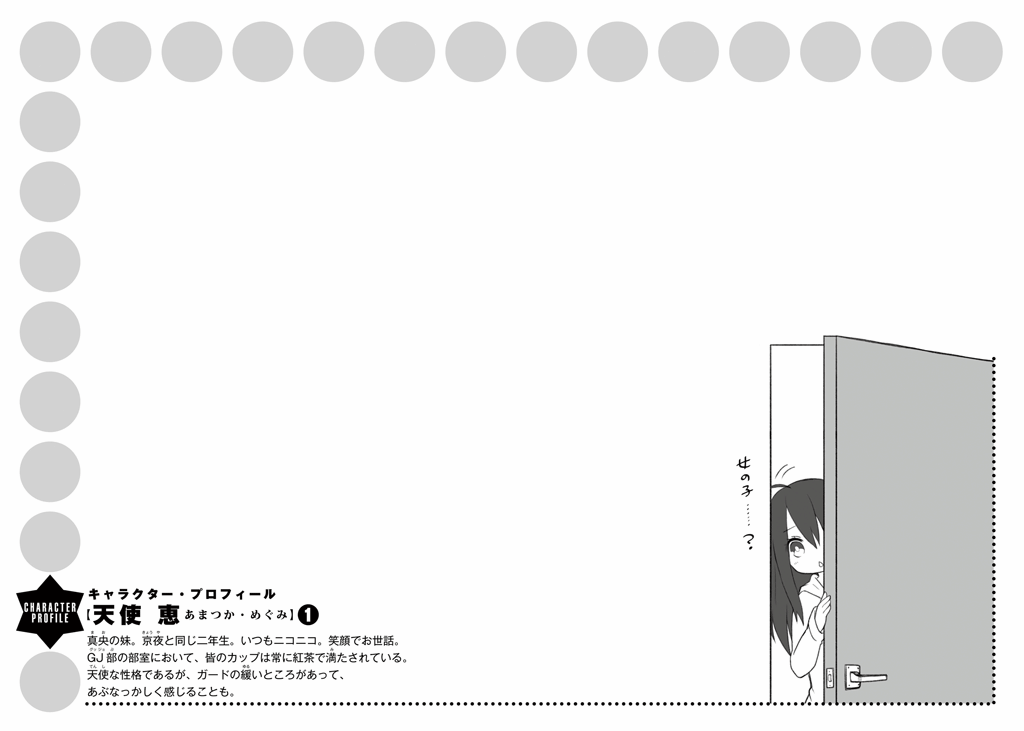 女の子……？
CHARACTER
PROFILE
キャラクター・プロフィール
【天使 恵 あまつか・めぐみ】❶
真央の妹。京夜と同じ二年生。いつもニコニコ。笑顔でお世話。
GJ部の部室において、皆のカップは常に紅茶で満たされている。
天使な性格であるが、ガードの緩いところがあって、
あぶなっかしく感じることも。